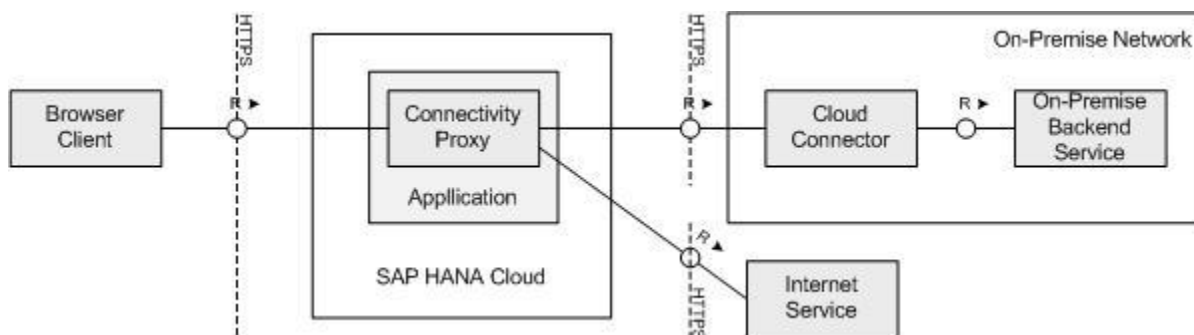 HTTPS
HTTPS
On-Premise Network
Browser
Client
R
Connectivity
Proxy
R
Cloud
Connector
R
On-Premise
Backend
Service
Appllication
R
SAP HANA Cloud
Internet
Service
HTTPS